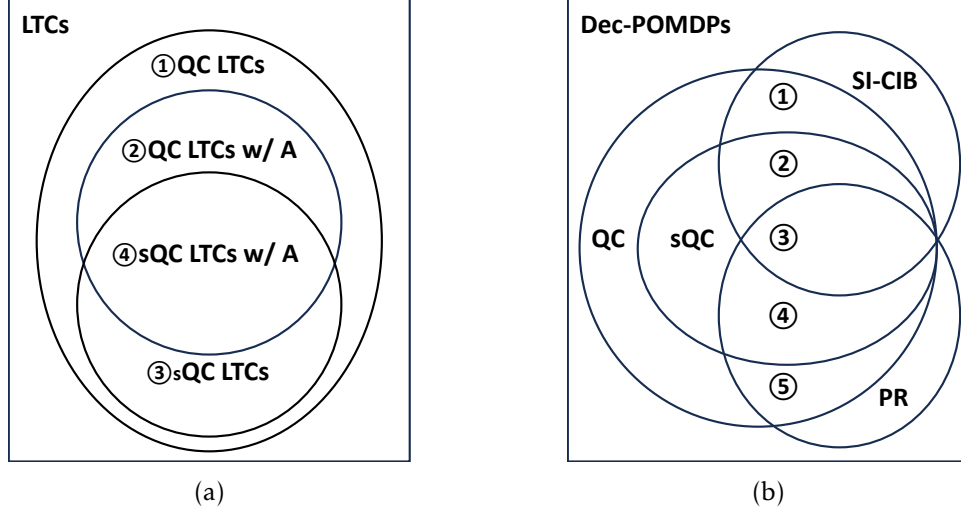 LTCs
①QC LTCs
②QC LTCs w/ A
④sQC LTCs w/ A
③sQC LTCs
(a)
Dec-POMDPs
SI-CIB
①
②
QC
sQC
③
④
⑤
PR
(b)